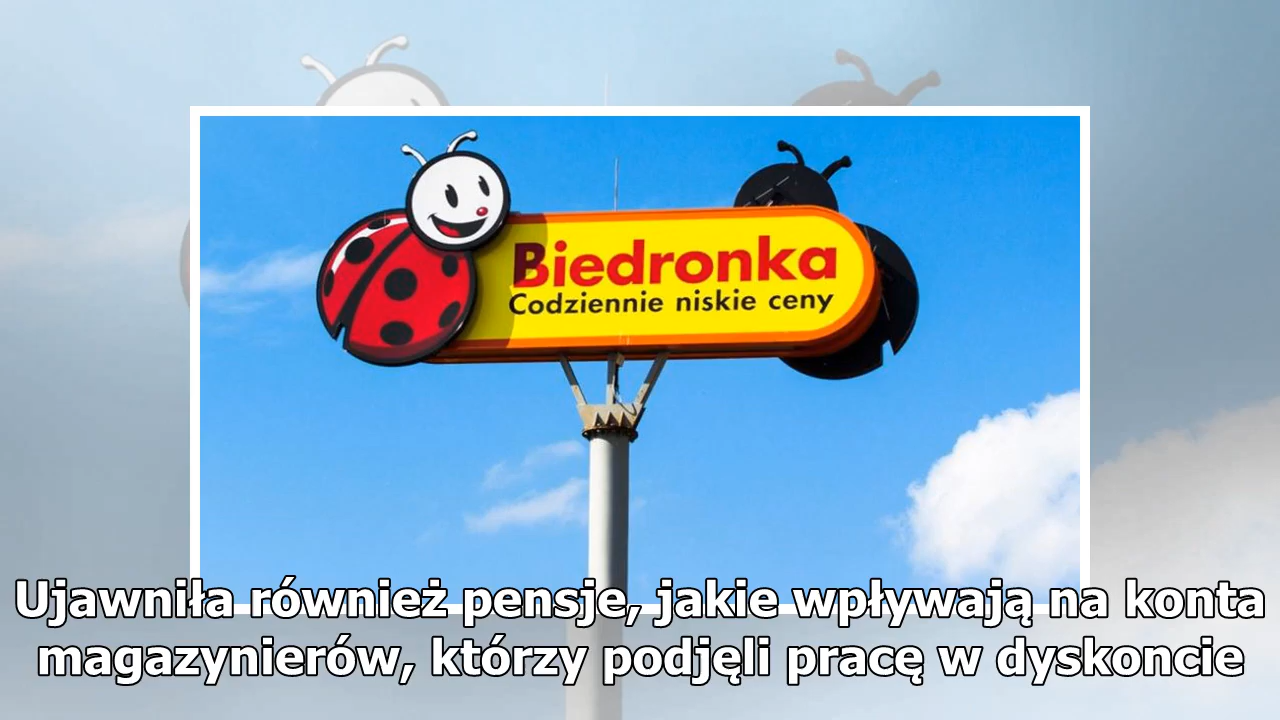 Biedronka
Codziennie niskie ceny
Ujawniła również pensje, jakie wpływają na konta
magazynierów, którzy podjęli pracę w dyskoncie